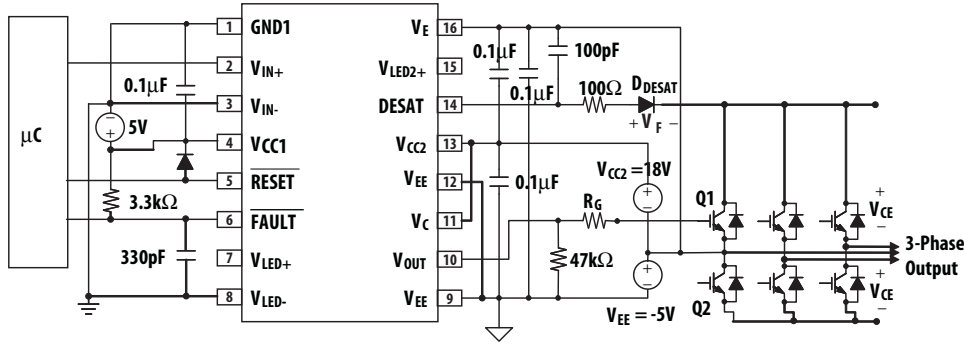 μC
0.1μF
5V
3.3kΩ
330pF
1 GND1
2 VIN+
3 VIN-
4 VCC1
5 RESET
6 FAULT
7 VLED+
8 VLED-
VE 16
VLED2+ 15
DESAT 14
VCC2 13
VEE 12
VC 11
VOUT 10
VEE 9
0.1μF
0.1μF
100pF
100Ω
DDESAT
+ VF −
0.1μF
VCC2 =18V
RG
47kΩ
VEE = -5V
Q1
Q2
+
VCE
−
+
VCE
−
3-Phase
Output